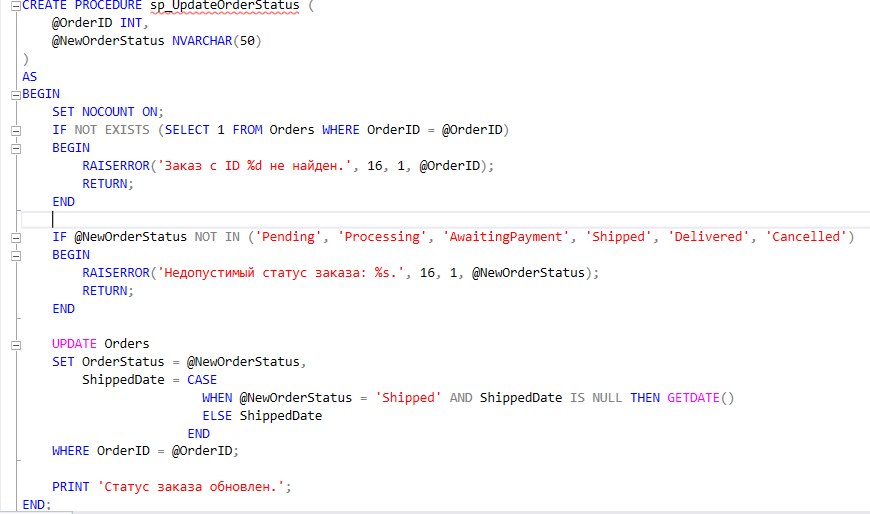 CREATE PROCEDURE sp_UpdateOrderStatus (
    @OrderID INT,
    @NewOrderStatus NVARCHAR(50)
)
AS
BEGIN
    SET NOCOUNT ON;
    IF NOT EXISTS (SELECT 1 FROM Orders WHERE OrderID = @OrderID)
    BEGIN
        RAISERROR('Заказ с ID %d не найден.', 16, 1, @OrderID);
        RETURN;
    END

    IF @NewOrderStatus NOT IN ('Pending', 'Processing', 'AwaitingPayment', 'Shipped', 'Delivered', 'Cancelled')
    BEGIN
        RAISERROR('Недопустимый статус заказа: %s.', 16, 1, @NewOrderStatus);
        RETURN;
    END

    UPDATE Orders
    SET OrderStatus = @NewOrderStatus,
        ShippedDate = CASE
                        WHEN @NewOrderStatus = 'Shipped' AND ShippedDate IS NULL THEN GETDATE()
                        ELSE ShippedDate
                      END
    WHERE OrderID = @OrderID;

    PRINT 'Статус заказа обновлен.';
END;